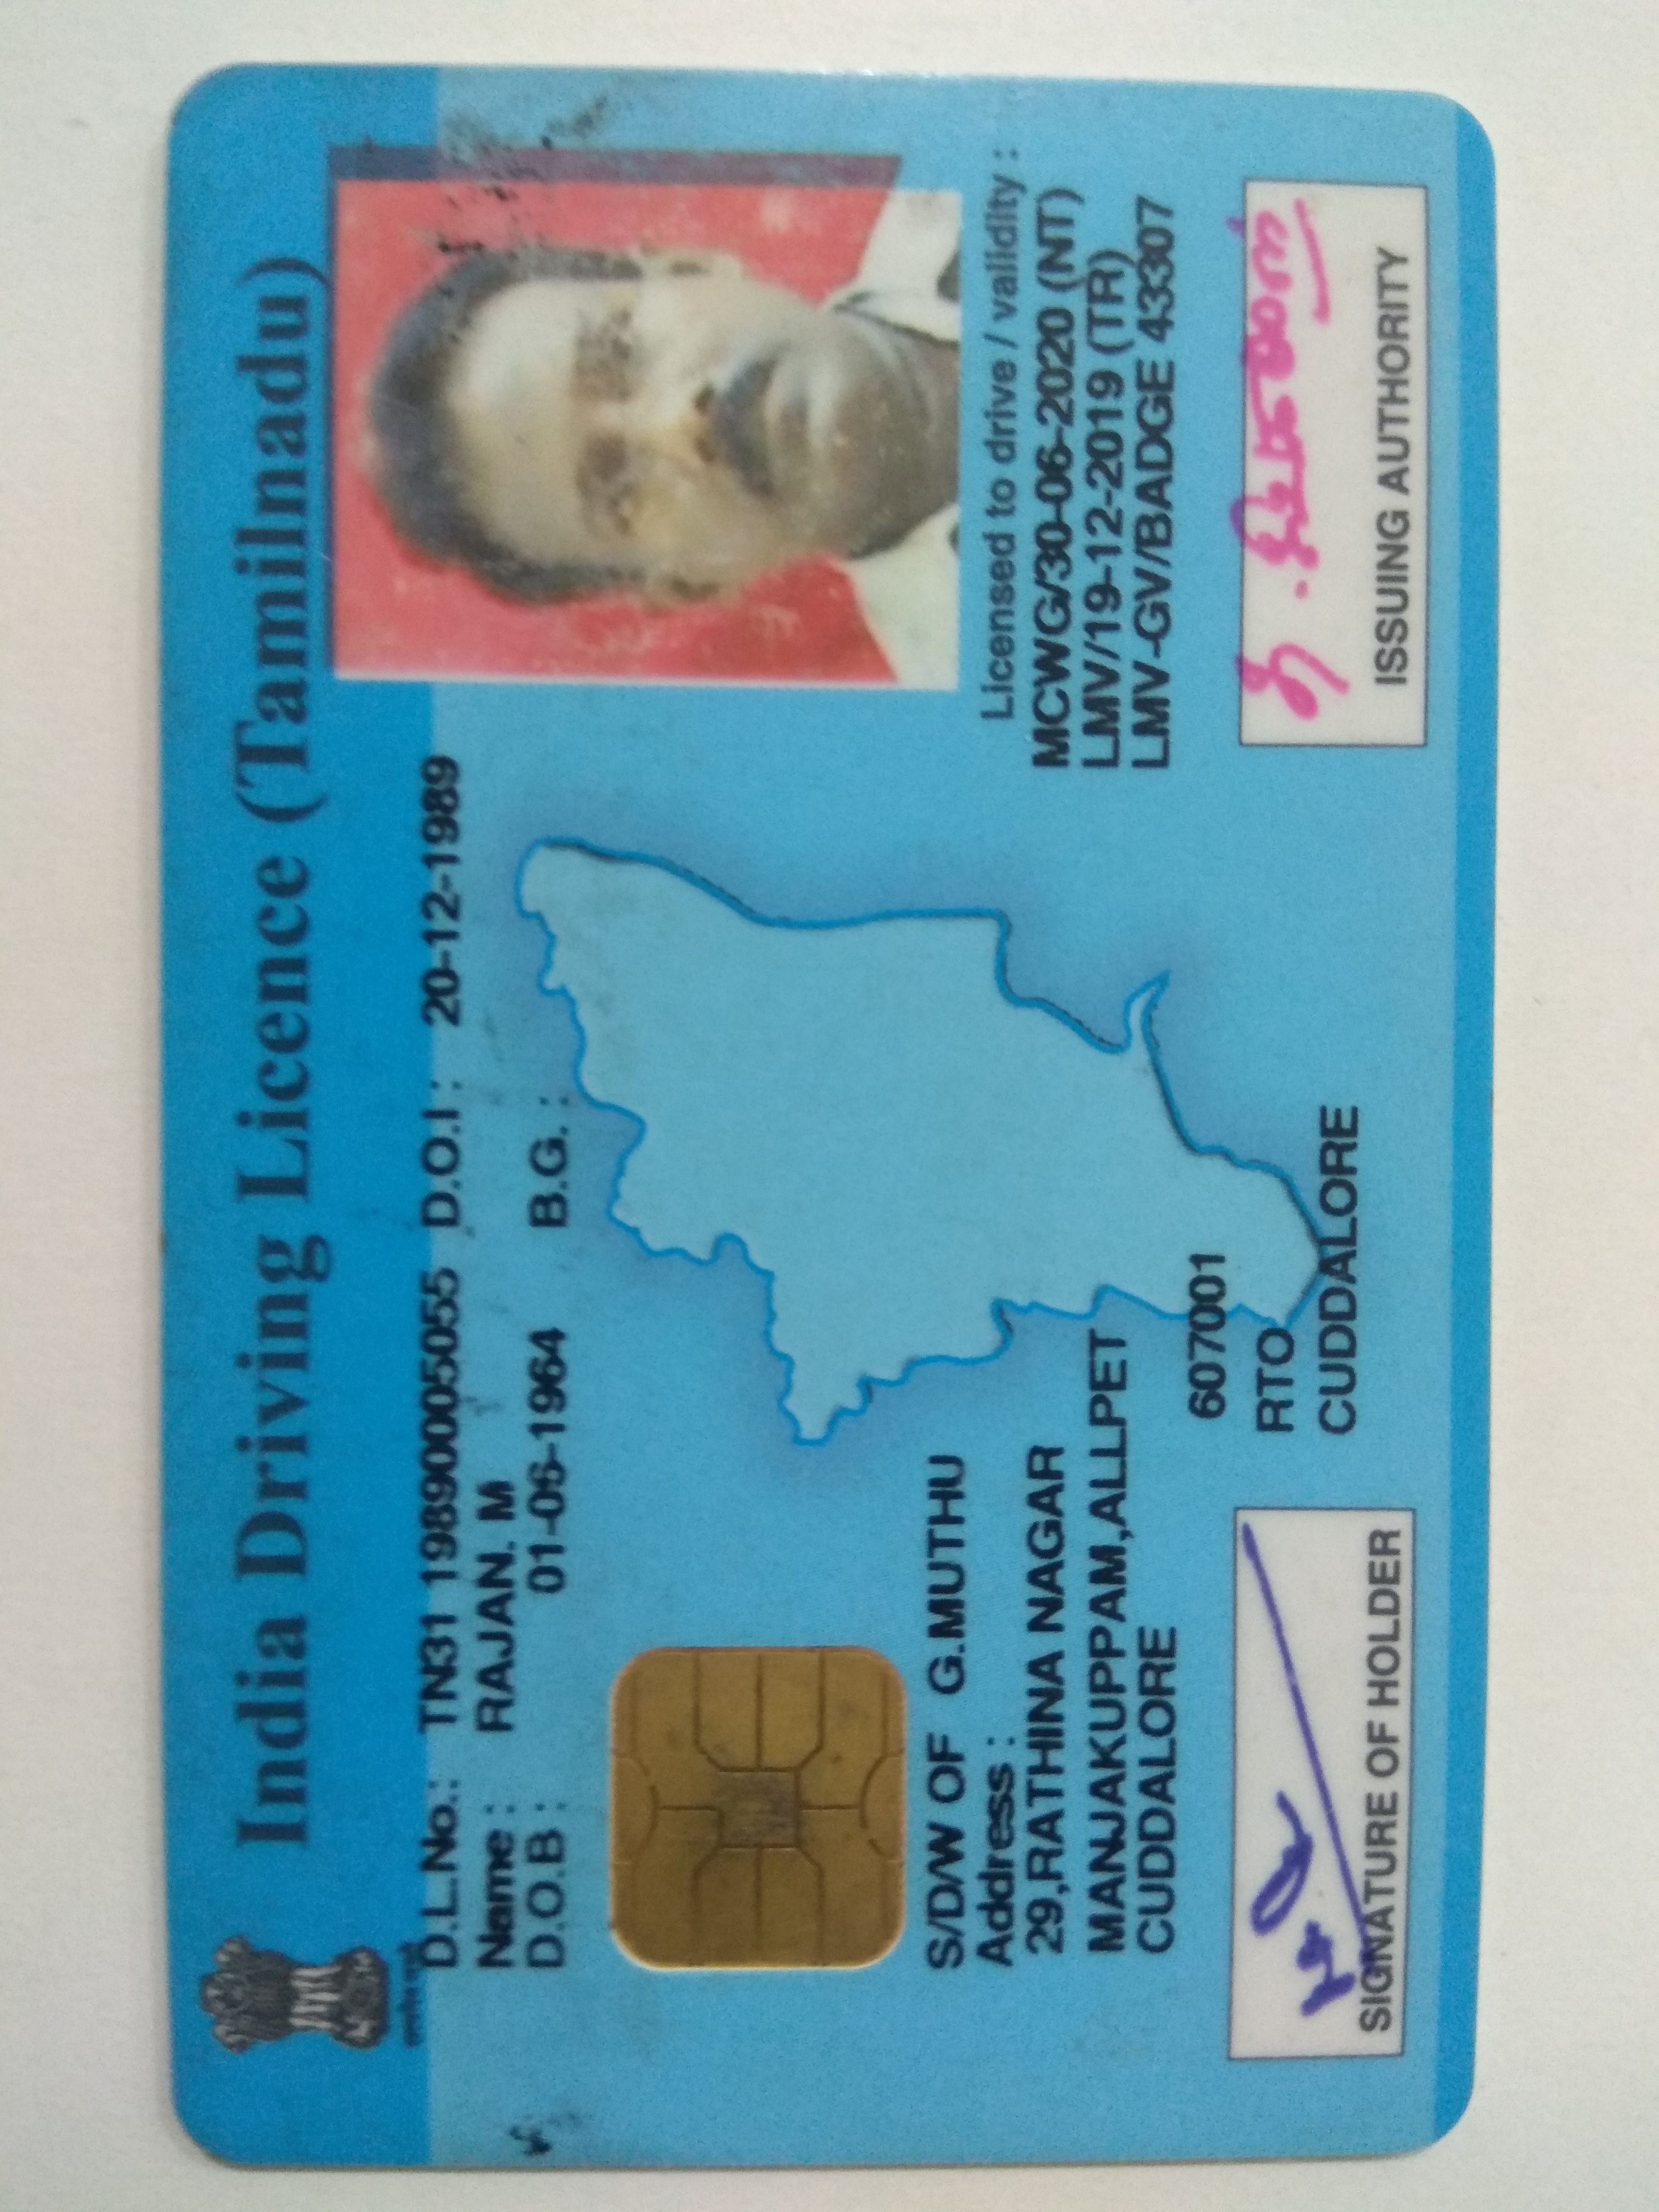 India Driving Licence (Tamilnadu)
D.L.No.: TN31 19890005055 D.O.I : 20-12-1989
Name : RAJAN. M
D.O.B : 01-06-1964 B.G. :
S/D/W OF G.MUTHU
Address :
29,RATHINA NAGAR
MANJAKUPPAM,ALLPET
CUDDALORE
607001
RTO
CUDDALORE
SIGNATURE OF HOLDER
Licensed to drive / validity :
MCWG/30-06-2020 (NT)
LMV/19-12-2019 (TR)
LMV-GV/BADGE 43307
ISSUING AUTHORITY